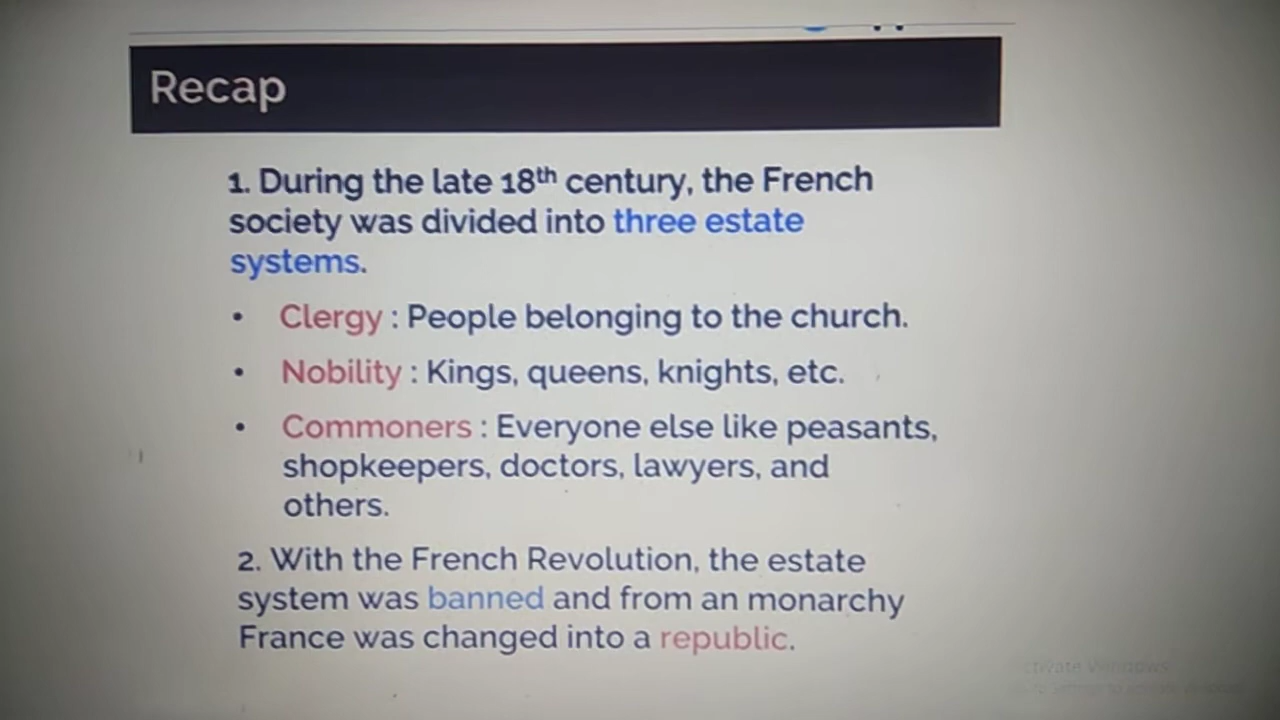 Recap
1. During the late 18th century, the French
society was divided into three estate
systems.
• Clergy : People belonging to the church.
• Nobility : Kings, queens, knights, etc.
• Commoners : Everyone else like peasants,
shopkeepers, doctors, lawyers, and
others.
2. With the French Revolution, the estate
system was banned and from an monarchy
France was changed into a republic.
ctivate Windows